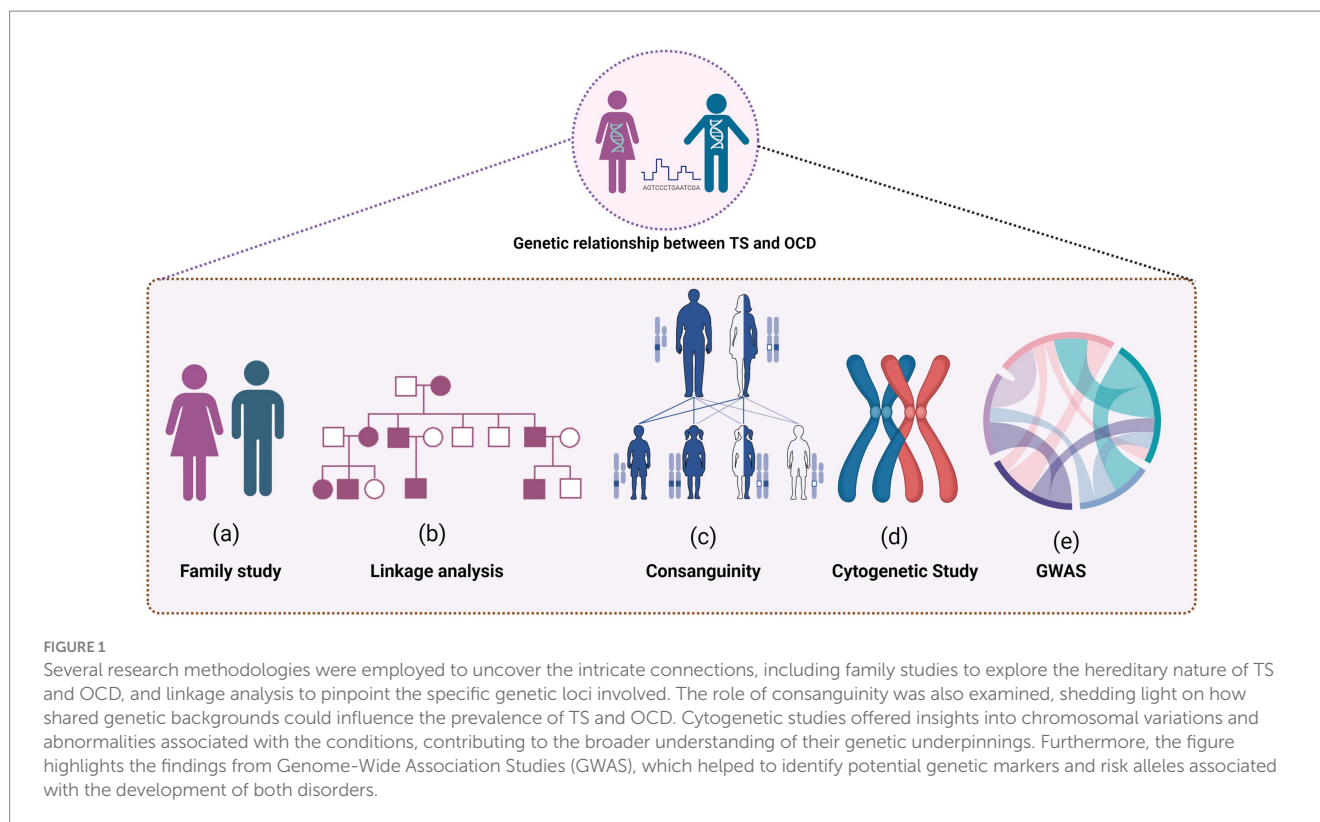 AGTCCCTGAATCGA
Genetic relationship between TS and OCD
(a)
Family study
(b)
Linkage analysis
(c)
Consanguinity
(d)
Cytogenetic Study
(e)
GWAS
FIGURE 1
Several research methodologies were employed to uncover the intricate connections, including family studies to explore the hereditary nature of TS
and OCD, and linkage analysis to pinpoint the specific genetic loci involved. The role of consanguinity was also examined, shedding light on how
shared genetic backgrounds could influence the prevalence of TS and OCD. Cytogenetic studies offered insights into chromosomal variations and
abnormalities associated with the conditions, contributing to the broader understanding of their genetic underpinnings. Furthermore, the figure
highlights the findings from Genome-Wide Association Studies (GWAS), which helped to identify potential genetic markers and risk alleles associated
with the development of both disorders.